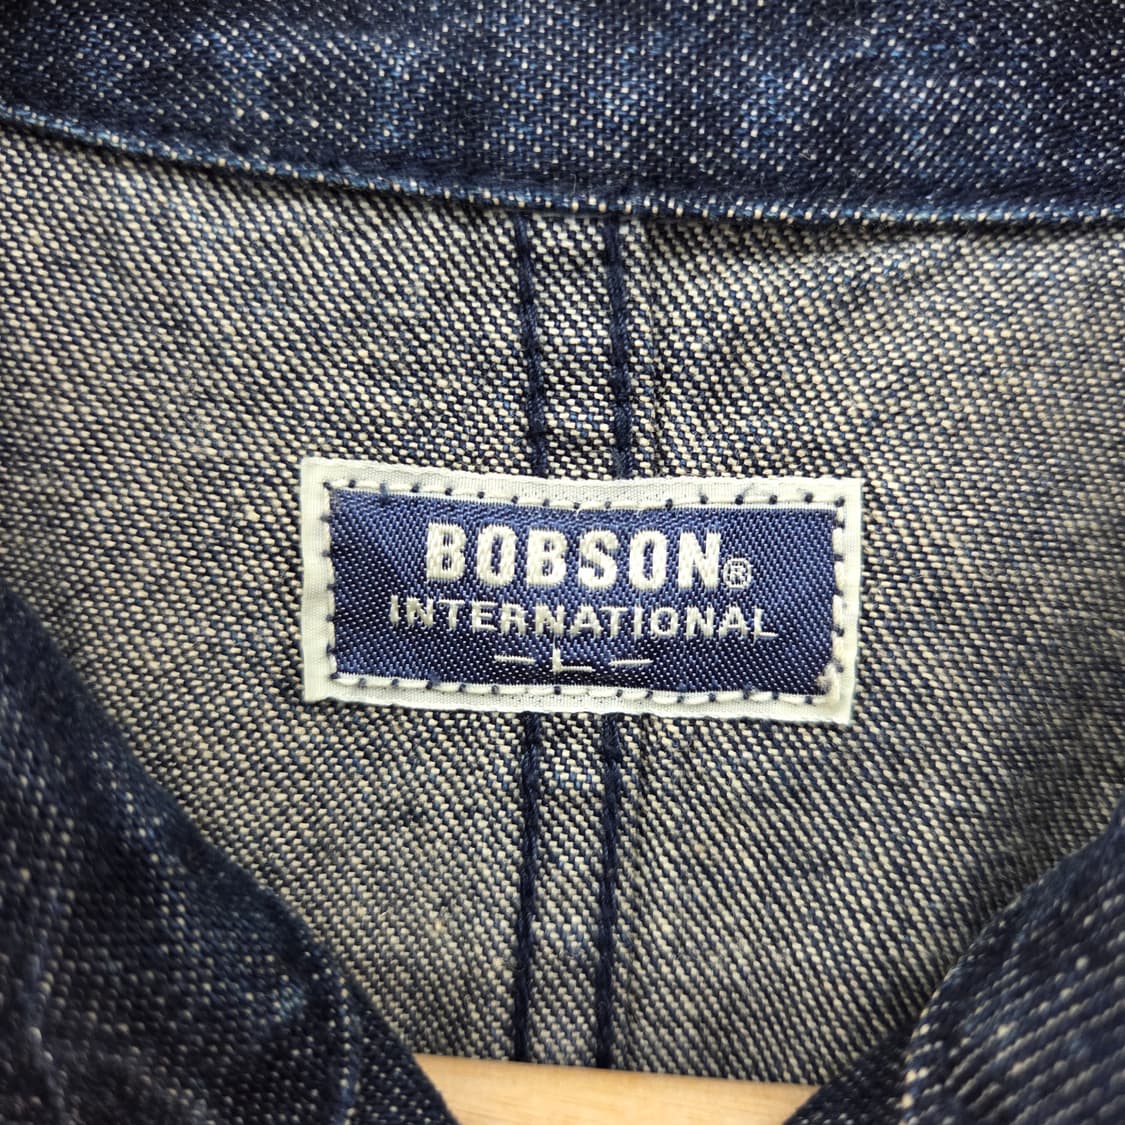 BOBSON®
INTERNATIONAL
– L –